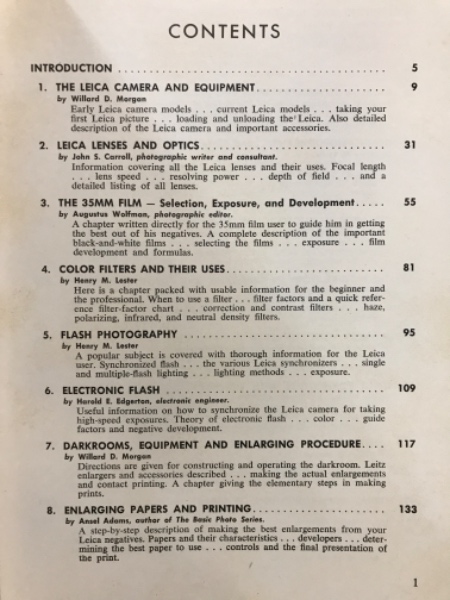 CONTENTS
INTRODUCTION . . . . . . . . . . . . . . . . . . . . . . . . . . . . . . . . . . . . . . . 5
1. THE LEICA CAMERA AND EQUIPMENT. . . . . . . . . . . . . . . . . . . 9
by Willard D. Morgan
Early Leica camera models . . . current Leica models . . . taking your
first Leica picture . . . loading and unloading the Leica. Also detailed
description of the Leica camera and important accessories.
2. LEICA LENSES AND OPTICS. . . . . . . . . . . . . . . . . . . . . . . . . . . 31
by John S. Carroll, photographic writer and consultant.
Information covering all the Leica lenses and their uses. Focal length
. . . lens speed . . . resolving power . . . depth of field . . . and a
detailed listing of all lenses.
3. THE 35MM FILM — Selection, Exposure, and Development. . . . . 55
by Augustus Wolfman, photographic editor.
A chapter written directly for the 35mm film user to guide him in getting
the best out of his negatives. A complete description of the important
black-and-white films . . . selecting the films . . . exposure . . . film
development and formulas.
4. COLOR FILTERS AND THEIR USES. . . . . . . . . . . . . . . . . . . . . . . 81
by Henry M. Lester
Here is a chapter packed with usable information for the beginner and
the professional. When to use a filter . . . filter factors and a quick refer-
ence filter-factor chart . . . correction and contrast filters . . . haze,
polarizing, infrared, and neutral density filters.
5. FLASH PHOTOGRAPHY . . . . . . . . . . . . . . . . . . . . . . . . . . . . . 95
by Henry M. Lester
A popular subject is covered with thorough information for the Leica
user. Synchronized flash . . . the various Leica synchronizers . . . single
and multiple-flash lighting . . . lighting methods . . . exposure.
6. ELECTRONIC FLASH . . . . . . . . . . . . . . . . . . . . . . . . . . . . . . . . 109
by Harold E. Edgerton, electronic engineer.
Useful information on how to synchronize the Leica camera for taking
high-speed exposures. Theory of electronic flash . . . color . . . guide
factors and negative development.
7. DARKROOMS, EQUIPMENT AND ENLARGING PROCEDURE. . . . 117
by Willard D. Morgan
Directions are given for constructing and operating the darkroom. Leitz
enlargers and accessories described . . . making the actual enlargements
and contact printing. A chapter giving the elementary steps in making
prints.
8. ENLARGING PAPERS AND PRINTING. . . . . . . . . . . . . . . . . . . . 133
by Ansel Adams, author of The Basic Photo Series.
A step-by-step description of making the best enlargements from your
Leica negatives. Papers and their characteristics . . . developers . . . deter-
mining the best paper to use . . . controls and the final presentation of
the print.
1